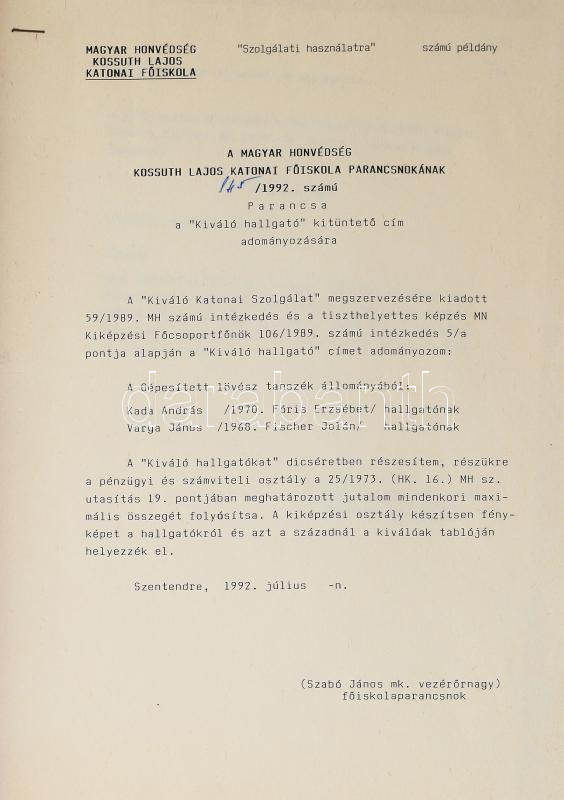 MAGYAR HONVÉDSÉG "Szolgálati használatra" számú példány
KOSSUTH LAJOS
KATONAI FŐISKOLA
A MAGYAR HONVÉDSÉG
KOSSUTH LAJOS KATONAI FŐISKOLA PARANCSNOKÁNAK
145 /1992. számú
Parancsa
a "Kiváló hallgató" kitüntető cím
adományozására
A "Kiváló Katonai Szolgálat" megszervezésére kiadott
59/1989. MH számú intézkedés és a tiszthelyettes képzés MN
Kiképzési Főcsoportfőnök 106/1989. számú intézkedés 5/a
pontja alapján a "Kiváló hallgató" címet adományozom:
A Gépesített lövész tanszék állományából:
Kada András /1970. Fóris Erzsébet/ hallgatónak
Varga János /1968. Fischer Jolán/ hallgatónak
darabanth
A "Kiváló hallgatókat" dicséretben részesítem, részükre
a pénzügyi és számviteli osztály a 25/1973. (HK. 16.) MH sz.
utasítás 19. pontjában meghatározott jutalom mindenkori maxi-
mális összegét folyósítsa. A kiképzési osztály készítsen fény-
képet a hallgatókról és azt a századnál a kiválóak tablóján
helyezzék el.
Szentendre, 1992. július -n.
(Szabó János mk. vezérőrnagy)
főiskolaparancsnok